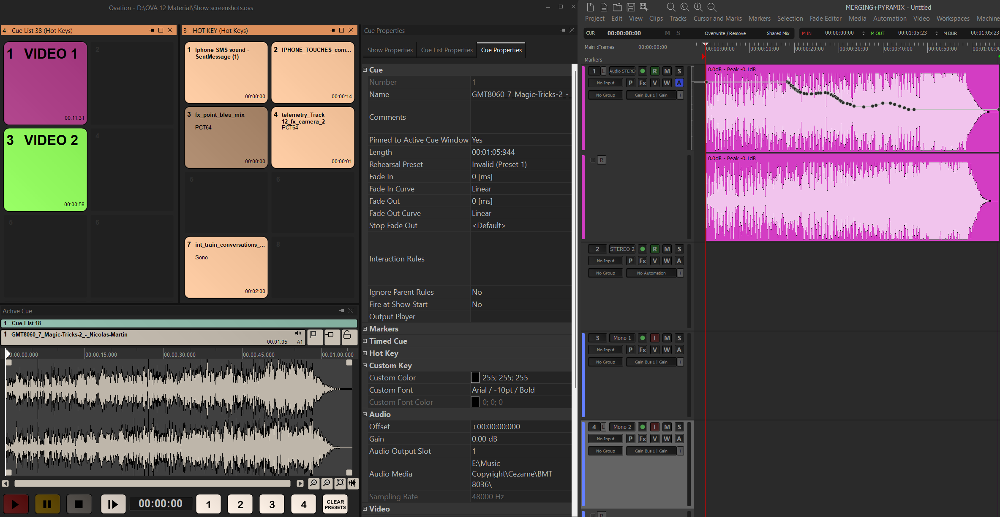 Ovation - D:\OVA 12 Material\Show screenshots.ovs
4 - Cue List 38 (Hot Keys)
1 VIDEO 1
00:11:31
2
3 VIDEO 2
00:00:58
4
5
6
3 - HOT KEY (Hot Keys)
1 Iphone SMS sound -
SentMessage (1)
00:00:00
2 IPHONE_TOUCHES_com...
00:00:14
3 fx_point_bleu_mix
PCT64
00:00:00
4 telemetry_Track
12_fx_camera_2
PCT64
00:00:01
5
6
7 int_train_conversations_...
Sono
00:02:00
8
Active Cue
1 - Cue List 18
1 GMT8060_7_Magic-Tricks-2_-_Nicolas-Martin
00:01:05 A1
0:00:00:000 00:00:15:000 00:00:30:000 00:00:45:000 00:01:00:000
00:00:00 1 2 3 4 CLEAR
PRESETS
Cue Properties
Show Properties Cue List Properties Cue Properties
Cue
Number 1
Name GMT8060_7_Magic-Tricks-2_-_
Comments
Pinned to Active Cue Window Yes
Length 00:01:05:944
Rehearsal Preset Invalid (Preset 1)
Fade In 0 [ms]
Fade In Curve Linear
Fade Out 0 [ms]
Fade Out Curve Linear
Stop Fade Out <Default>
Interaction Rules
Ignore Parent Rules No
Fire at Show Start No
Output Player
Markers
Timed Cue
Hot Key
Custom Key
Custom Color 255; 255; 255
Custom Font Arial / -10pt / Bold
Custom Font Color 0; 0; 0
Audio
Offset +00:00:00:000
Gain 0.00 dB
Audio Output Slot 1
Audio Media E:\Music
Copyright\Cezame\BMT
8036\
Sampling Rate 48000 Hz
Video
MERGING+PYRAMIX - Untitled
Project Edit View Clips Tracks Cursor and Marks Markers Selection Fade Editor Media Automation Video Workspaces Machine
CUR 00:00:00:00 M S Overwrite / Remove Shared Mix M IN 00:00:00:00 M OUT 00:01:05:23 M DUR 00:01:05:23
Main :Frames 00:00:00:00
00:00:00:00 00:00:10:00 00:00:20:00 00:00:30:00 00:00:40:00 00:00:50:00 00:01:00:0
Markers
1 L Audio STERE R M S
No Input P Fx V W A
No Group Gain Bus 1 | Gain +
0.0dB - Peak -0.1dB
R
0.0dB - Peak -0.1dB
2 STEREO 2 R M S
No Input P Fx V W A
No Group No Automation +
3 Mono 1 I M S
No Input P Fx V W A
No Group Gain Bus 1 | Gain +
4 L Mono 2 I M S
No Input P Fx V W A
No Group Gain Bus 1 | Gain +
R